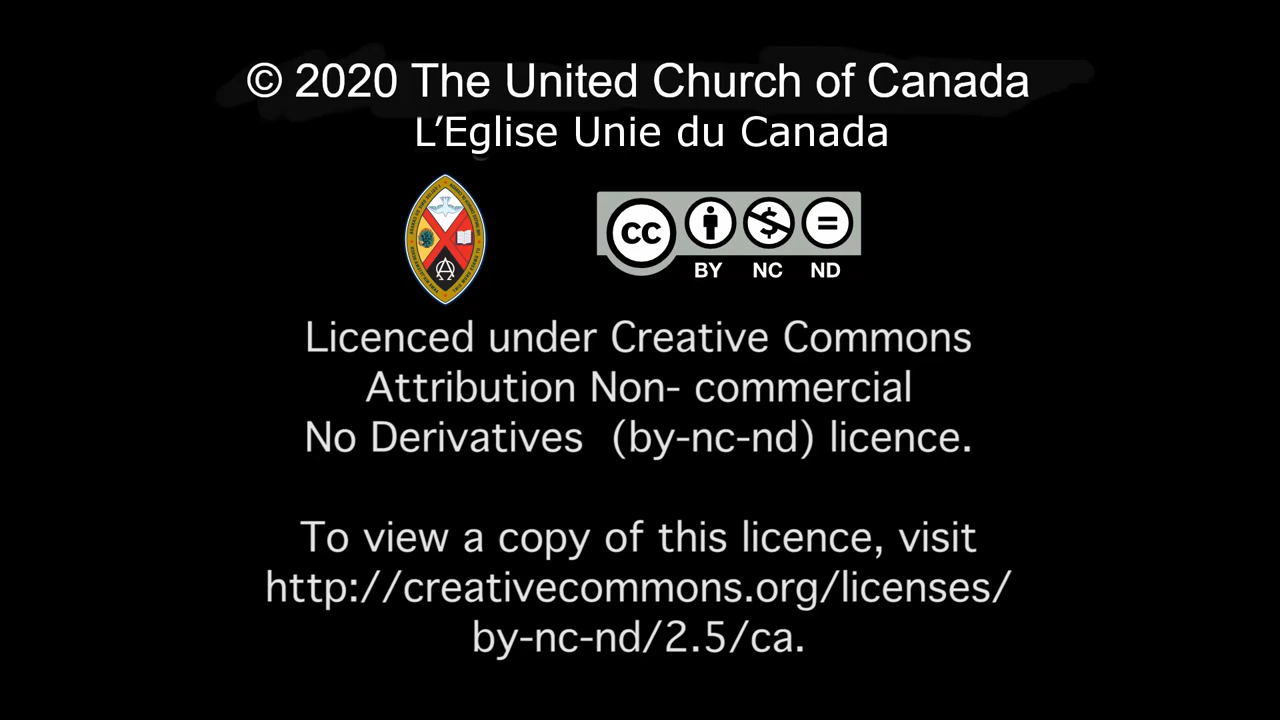 © 2020 The United Church of Canada
L’Eglise Unie du Canada
CC
BY NC ND
Licenced under Creative Commons
Attribution Non- commercial
No Derivatives (by-nc-nd) licence.
To view a copy of this licence, visit
http://creativecommons.org/licenses/
by-nc-nd/2.5/ca.